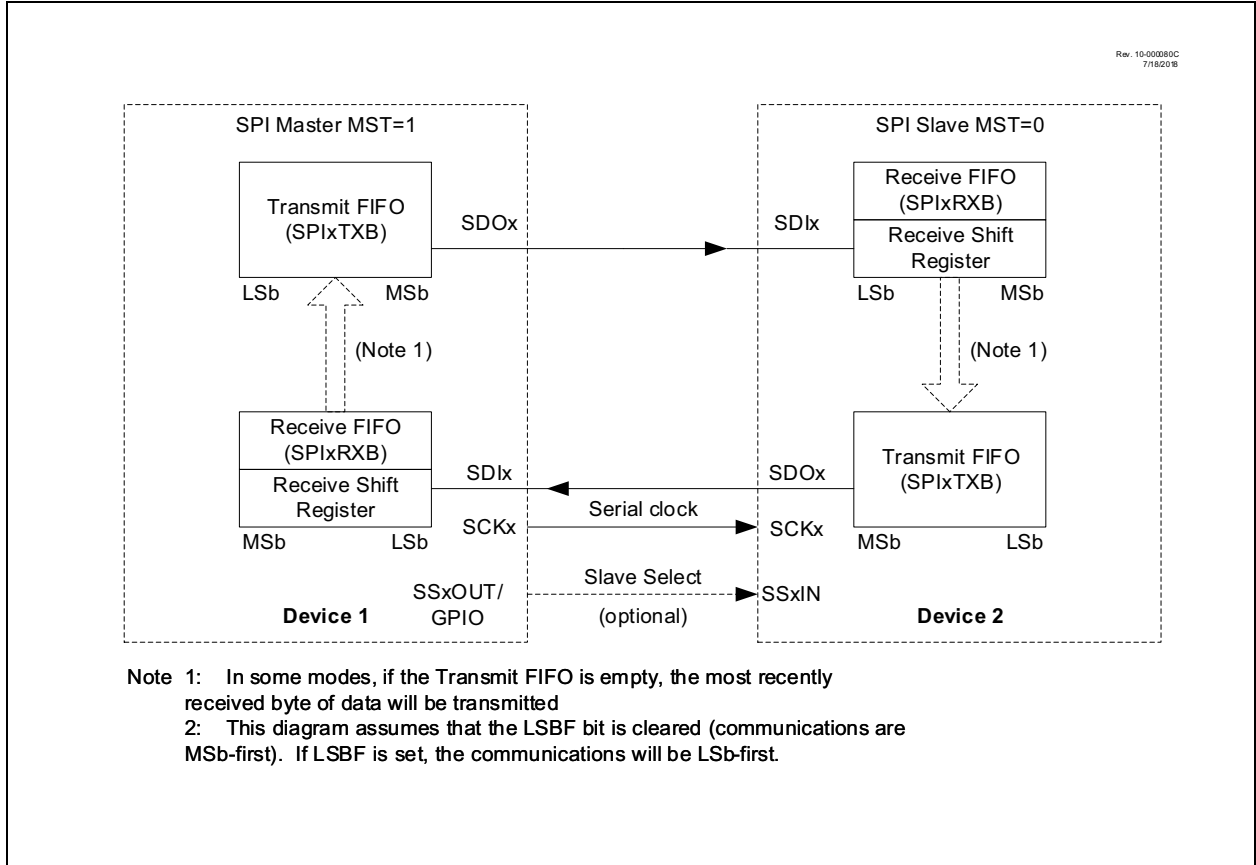 Rev. 10-000080C
7/18/2018
SPI Master MST=1
SPI Slave MST=0
Transmit FIFO
(SPIxTXB)
SDOx
SDIx
Receive FIFO
(SPIxRXB)
Receive Shift
Register
LSb MSb
LSb MSb
(Note 1)
(Note 1)
Receive FIFO
(SPIxRXB)
Receive Shift
Register
SDIx
SDOx
Transmit FIFO
(SPIxTXB)
Serial clock
SCKx
SCKx
MSb LSb
MSb LSb
Slave Select
(optional)
SSxOUT/
GPIO
SSxIN
Device 1
Device 2
Note 1: In some modes, if the Transmit FIFO is empty, the most recently
received byte of data will be transmitted
2: This diagram assumes that the LSBF bit is cleared (communications are
MSb-first). If LSBF is set, the communications will be LSb-first.